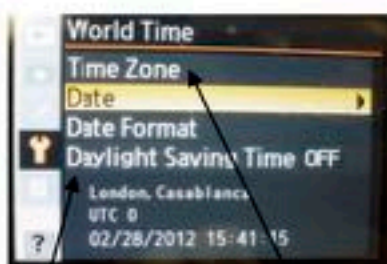 World Time
Time Zone
Date
Date Format
Daylight Saving Time OFF
London, Casablanca
UTC 0
02/28/2012 15:41:15
?